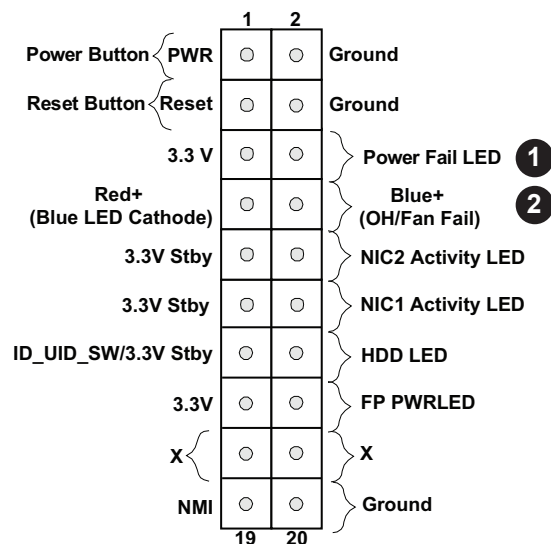 1 2
Power Button PWR Ground
Reset Button Reset Ground
3.3 V Power Fail LED 1
Red+ Blue+
(Blue LED Cathode) (OH/Fan Fail) 2
3.3V Stby NIC2 Activity LED
3.3V Stby NIC1 Activity LED
ID_UID_SW/3.3V Stby HDD LED
3.3V FP PWRLED
X X
NMI Ground
19 20